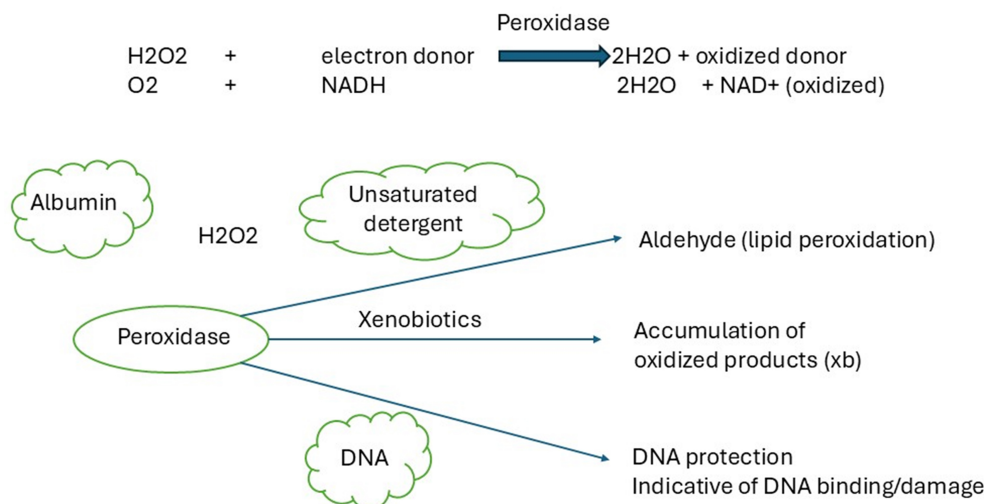 Peroxidase
H2O2 + electron donor 2H2O + oxidized donor
O2 + NADH 2H2O + NAD+ (oxidized)
Albumin
Unsaturated
detergent
H2O2
Aldehyde (lipid peroxidation)
Peroxidase
Xenobiotics
Accumulation of
oxidized products (xb)
DNA
DNA protection
Indicative of DNA binding/damage